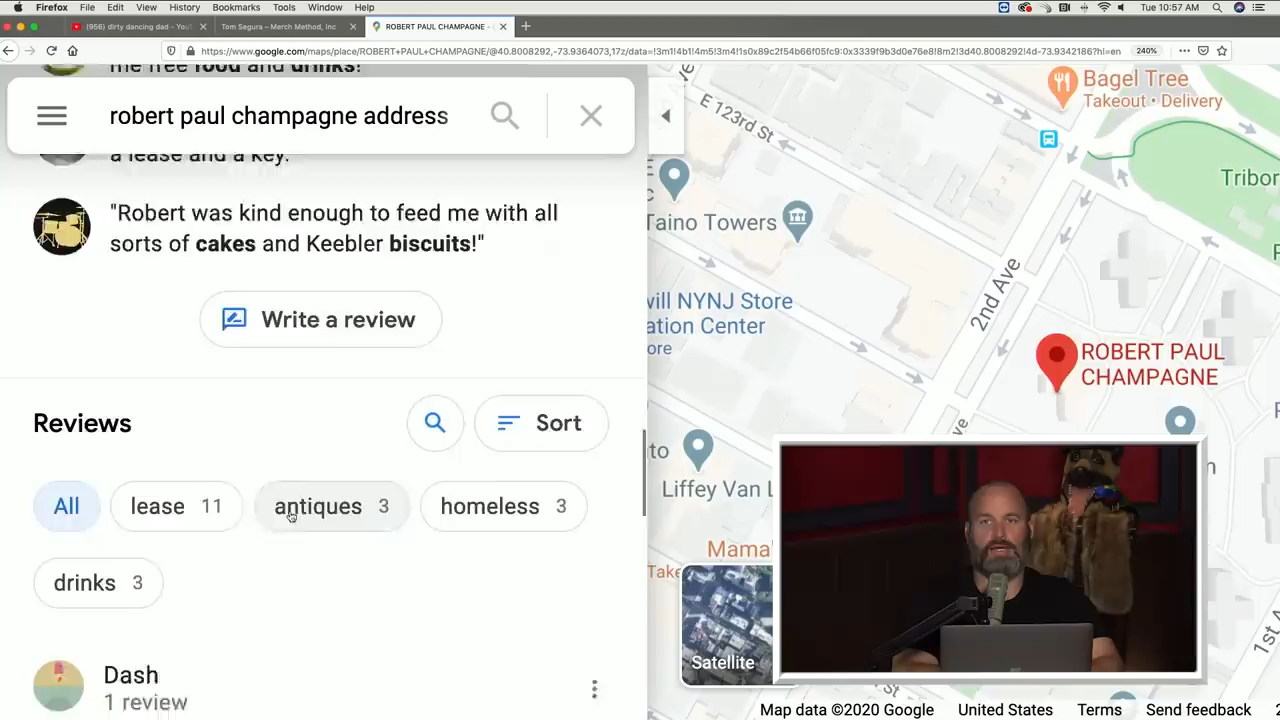 Firefox File Edit View History Bookmarks Tools Window Help
Tue 10:57 AM
(956) dirty dancing dad - You
Tom Segura – Merch Method, Inc
ROBERT PAUL CHAMPAGNE -
https://www.google.com/maps/place/ROBERT+PAUL+CHAMPAGNE/@40.8008292,-73.9364073,17z/data=!3m1!4b1!4m5!3m4!1s0x89c2f54b66f05fc9:0x3339f9b3d0e76e8!8m2!3d40.8008292!4d-73.9342186?hl=en
240%
me free food and drinks!
robert paul champagne address
a lease and a key.
"Robert was kind enough to feed me with all
sorts of cakes and Keebler biscuits!"
Write a review
Reviews
Sort
All
lease 11
antiques 3
homeless 3
drinks 3
Dash
1 review
E 123rd St
Bagel Tree
Takeout • Delivery
Tribor
Taino Towers
2nd Ave
will NYNJ Store
ation Center
ore
ROBERT PAUL
CHAMPAGNE
to
Liffey Van L
Mama'
Take
Satellite
St
1st A
Map data ©2020 Google
United States
Terms
Send feedback